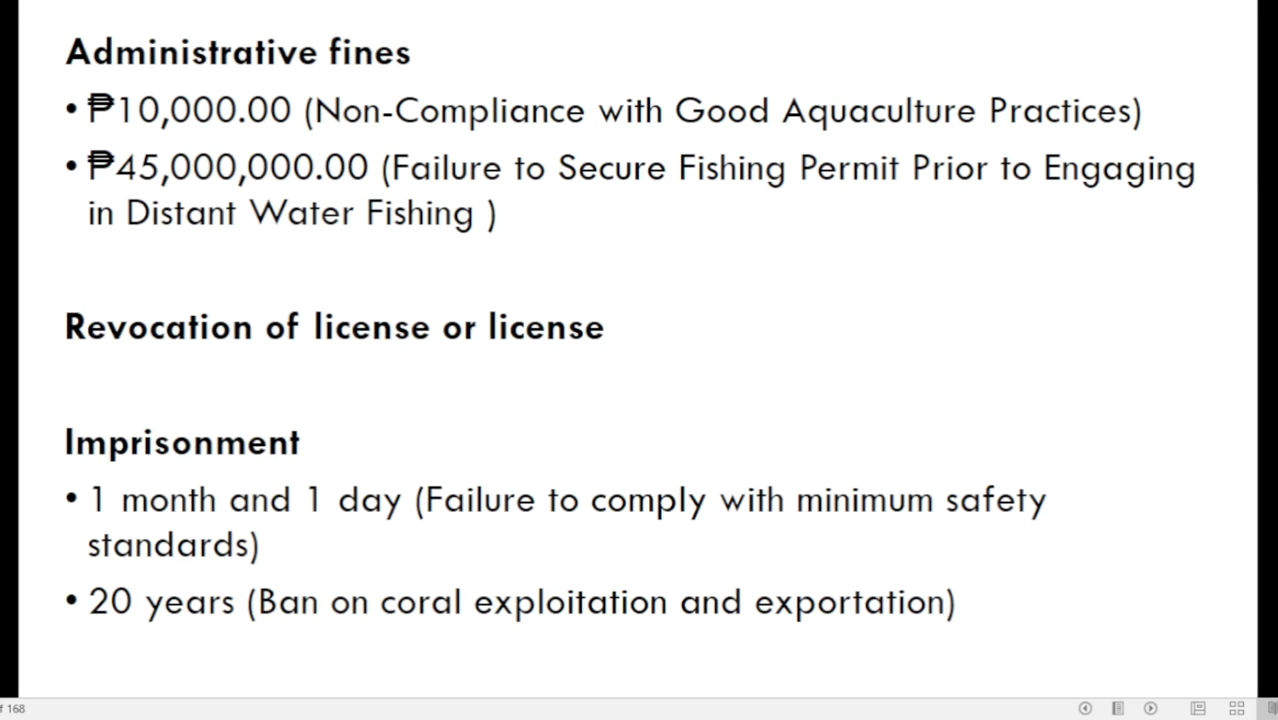 Administrative fines
• ₱10,000.00 (Non-Compliance with Good Aquaculture Practices)
• ₱45,000,000.00 (Failure to Secure Fishing Permit Prior to Engaging
in Distant Water Fishing )
Revocation of license or license
Imprisonment
• 1 month and 1 day (Failure to comply with minimum safety
standards)
• 20 years (Ban on coral exploitation and exportation)
f 168